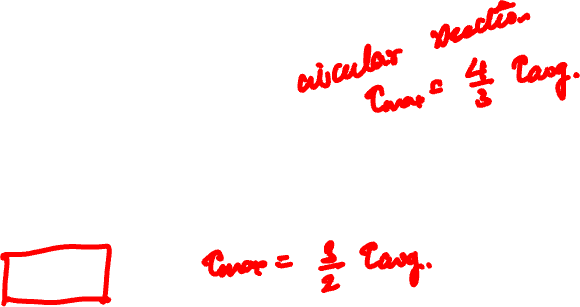 circular section
τmax = 4/3 τavg.
τmax = 3/2 τavg.